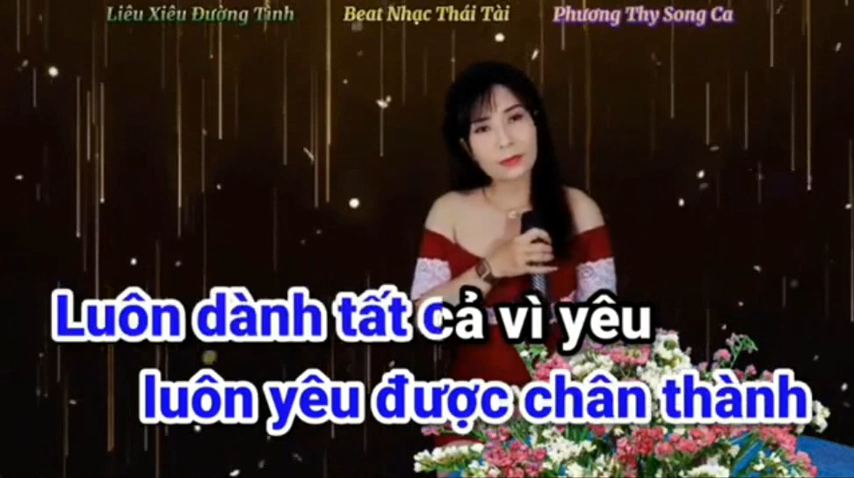 Liêu Xiêu Đường Tình Beat Nhạc Thái Tài Phương Thy Song Ca
Luôn dành tất cả vì yêu
luôn yêu được chân thành